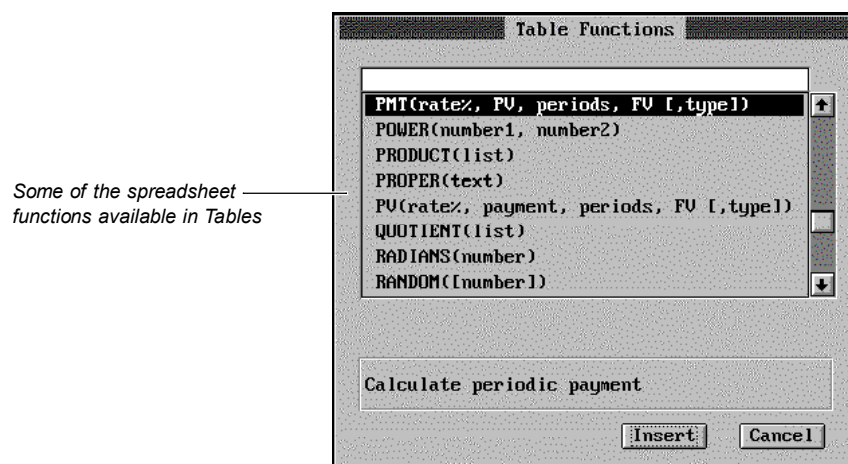 Table Functions
PMT(rate%, PV, periods, FV [,type])
POWER(number1, number2)
PRODUCT(list)
PROPER(text)
PV(rate%, payment, periods, FV [,type])
QUOTIENT(list)
RADIANS(number)
RANDOM([number])
Some of the spreadsheet
functions available in Tables
Calculate periodic payment
Insert Cancel